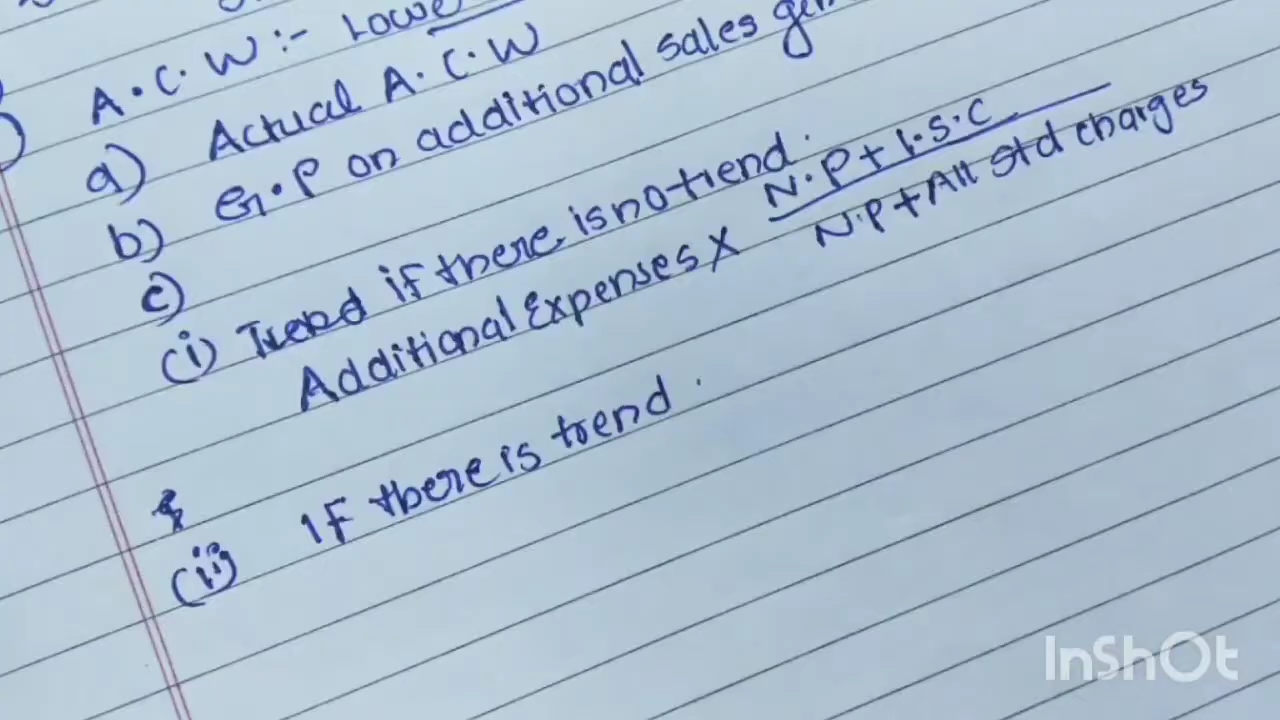 A.C.W :- Lowe
a) Actual A.C.W
b) G.P on additional sales gen
c)
(i) Trend if there is no trend.
Additional Expenses X N.P + I.S.C
N.P + All std charges
&
(ii) If there is trend.
InShOt